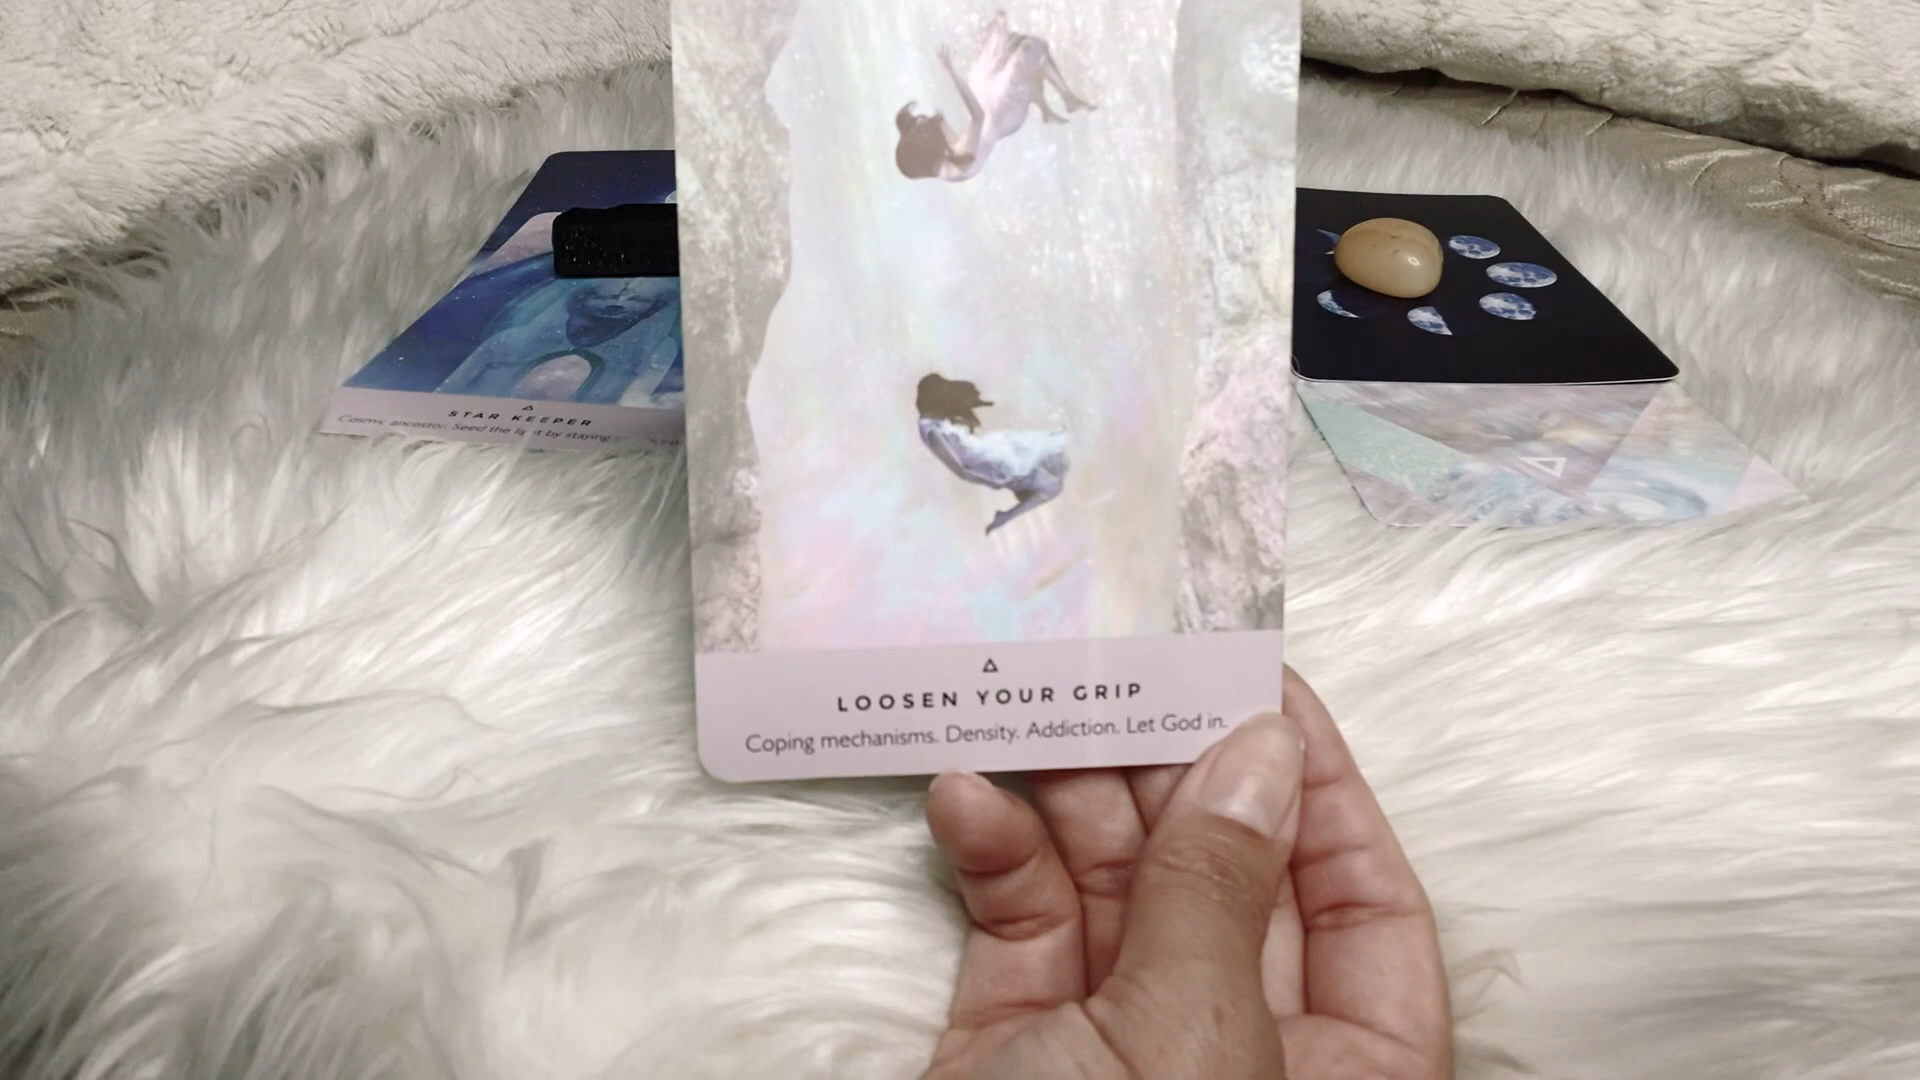 STAR KEEPER
Cosmic ancestor. Seed the light by staying
LOOSEN YOUR GRIP
Coping mechanisms. Density. Addiction. Let God in.